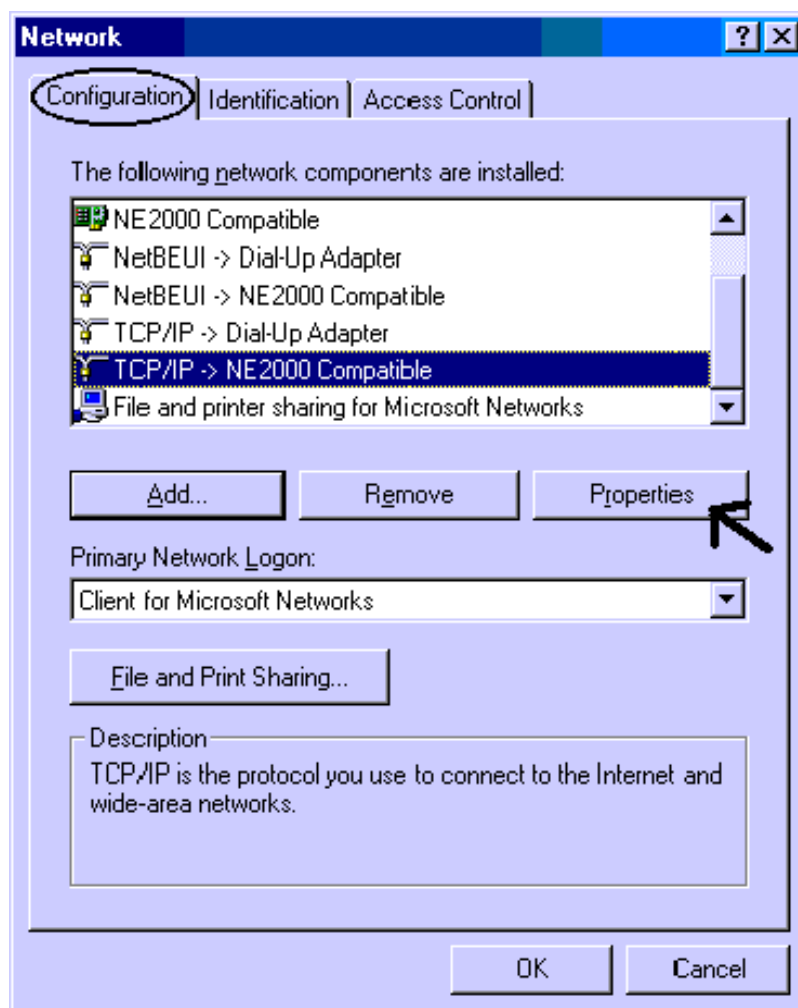 Network
Configuration Identification Access Control
The following network components are installed:
NE2000 Compatible
NetBEUI -> Dial-Up Adapter
NetBEUI -> NE2000 Compatible
TCP/IP -> Dial-Up Adapter
TCP/IP -> NE2000 Compatible
File and printer sharing for Microsoft Networks
Add... Remove Properties
Primary Network Logon:
Client for Microsoft Networks
File and Print Sharing...
Description
TCP/IP is the protocol you use to connect to the Internet and
wide-area networks.
OK Cancel